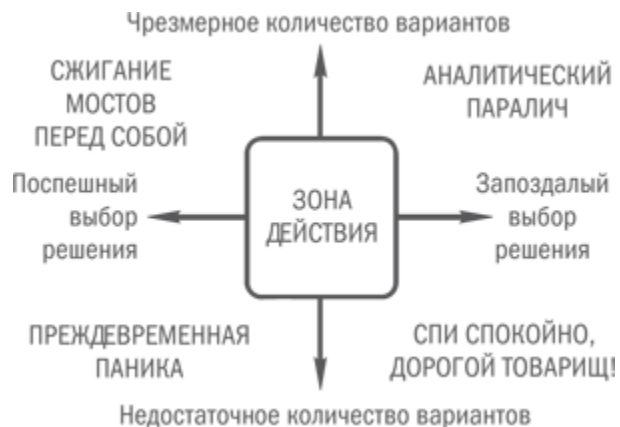 Чрезмерное количество вариантов
СЖИГАНИЕ
МОСТОВ
ПЕРЕД СОБОЙ
АНАЛИТИЧЕСКИЙ
ПАРАЛИЧ
Поспешный
выбор
решения
ЗОНА
ДЕЙСТВИЯ
Запоздалый
выбор
решения
ПРЕЖДЕВРЕМЕННАЯ
ПАНИКА
СПИ СПОКОЙНО,
ДОРОГОЙ ТОВАРИЩ!
Недостаточное количество вариантов